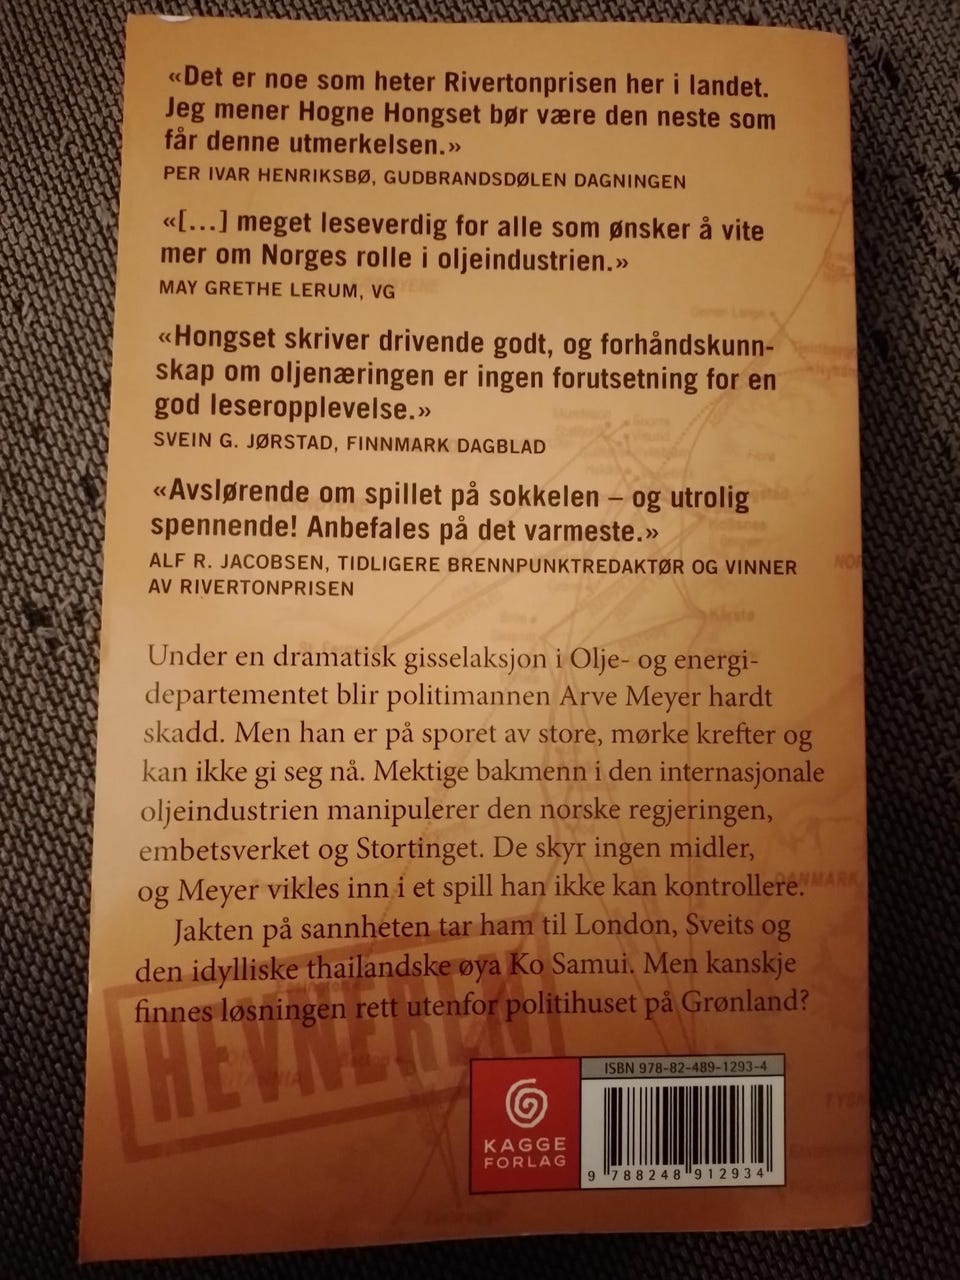 «Det er noe som heter Rivertonprisen her i landet.
Jeg mener Hogne Hongset bør være den neste som
får denne utmerkelsen.»
PER IVAR HENRIKSBØ, GUDBRANDSDØLEN DAGNINGEN
«[...] meget leseverdig for alle som ønsker å vite
mer om Norges rolle i oljeindustrien.»
MAY GRETHE LERUM, VG
«Hongset skriver drivende godt, og forhåndskunn-
skap om oljenæringen er ingen forutsetning for en
god leseropplevelse.»
SVEIN G. JØRSTAD, FINNMARK DAGBLAD
«Avslørende om spillet på sokkelen – og utrolig
spennende! Anbefales på det varmeste.»
ALF R. JACOBSEN, TIDLIGERE BRENNPUNKTREDAKTØR OG VINNER
AV RIVERTONPRISEN
Kårstø
Under en dramatisk gisselaksjon i Olje- og energi-
departementet blir politimannen Arve Meyer hardt
skadd. Men han er på sporet av store, mørke krefter og
kan ikke gi seg nå. Mektige bakmenn i den internasjonale
oljeindustrien manipulerer den norske regjeringen,
embetsverket og Stortinget. De skyr ingen midler,
og Meyer vikles inn i et spill han ikke kan kontrollere.
DANMARK
Jakten på sannheten tar ham til London, Sveits og
den idylliske thailandske øya Ko Samui. Men kanskje
finnes løsningen rett utenfor politihuset på Grønland?
HEVNEREN
ISBN 978-82-489-1293-4
KAGGE
FORLAG
9 788248 912934